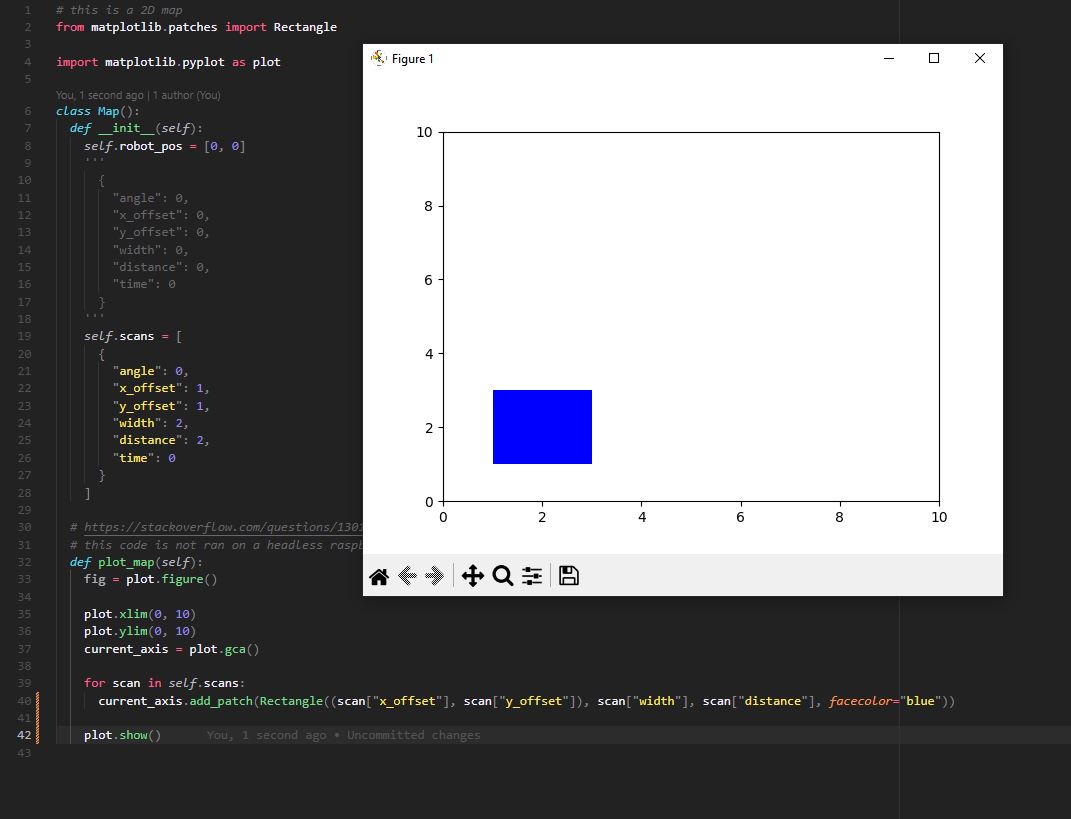 1 # this is a 2D map
2 from matplotlib.patches import Rectangle
3
4 import matplotlib.pyplot as plot
5
You, 1 second ago | 1 author (You)
6 class Map():
7 def __init__(self):
8 self.robot_pos = [0, 0]
9 '''
10 {
11 "angle": 0,
12 "x_offset": 0,
13 "y_offset": 0,
14 "width": 0,
15 "distance": 0,
16 "time": 0
17 }
18 '''
19 self.scans = [
20 {
21 "angle": 0,
22 "x_offset": 1,
23 "y_offset": 1,
24 "width": 2,
25 "distance": 2,
26 "time": 0
27 }
28 ]
29
30 # https://stackoverflow.com/questions/1301
31 # this code is not ran on a headless rasp
32 def plot_map(self):
33 fig = plot.figure()
34
35 plot.xlim(0, 10)
36 plot.ylim(0, 10)
37 current_axis = plot.gca()
38
39 for scan in self.scans:
40 current_axis.add_patch(Rectangle((scan["x_offset"], scan["y_offset"]), scan["width"], scan["distance"], facecolor="blue"))
41
42 plot.show() You, 1 second ago • Uncommitted changes
43
Figure 1
10
8
6
4
2
0
0 2 4 6 8 10